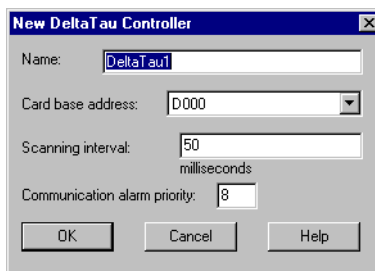 New DeltaTau Controller
Name: DeltaTau1
Card base address: D000
Scanning interval: 50
milliseconds
Communication alarm priority: 8
OK Cancel Help